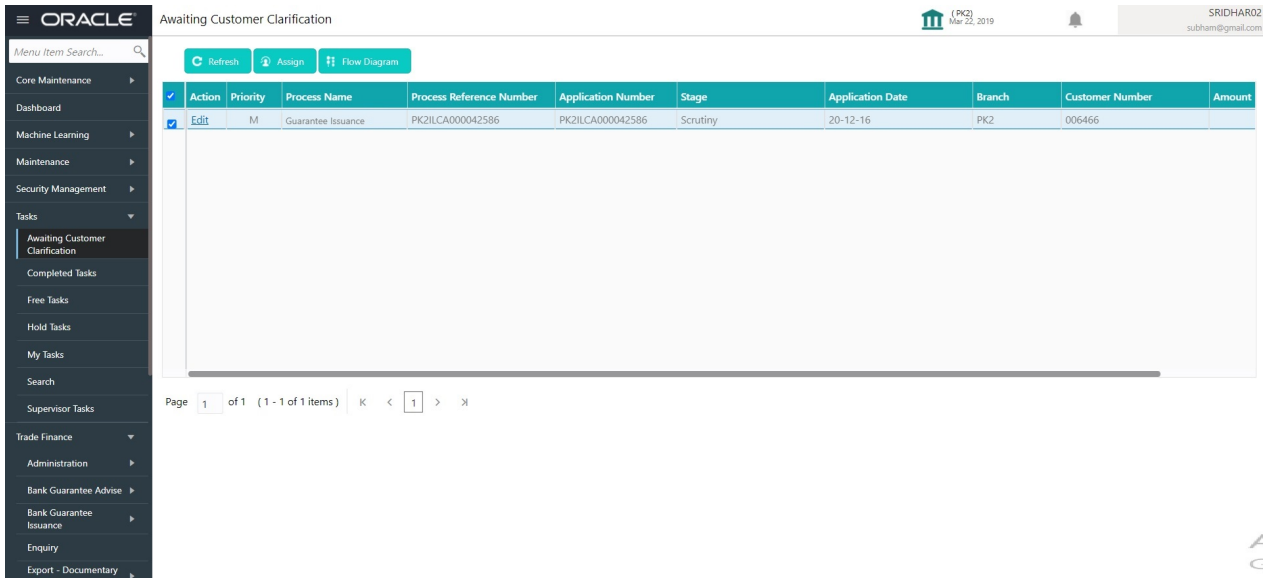 ORACLE
Awaiting Customer Clarification
( PK2)
Mar 22, 2019
SRIDHAR02
subham@gmail.com
Menu Item Search...
Core Maintenance
Dashboard
Machine Learning
Maintenance
Security Management
Tasks
Awaiting Customer
Clarification
Completed Tasks
Free Tasks
Hold Tasks
My Tasks
Search
Supervisor Tasks
Trade Finance
Administration
Bank Guarantee Advise
Bank Guarantee
Issuance
Enquiry
Export - Documentary
Refresh Assign Flow Diagram
Action Priority Process Name Process Reference Number Application Number Stage Application Date Branch Customer Number Amount
Edit M Guarantee Issuance PK2ILCA000042586 PK2ILCA000042586 Scrutiny 20-12-16 PK2 006466
Page 1 of 1 ( 1 - 1 of 1 items ) K < 1 > >|